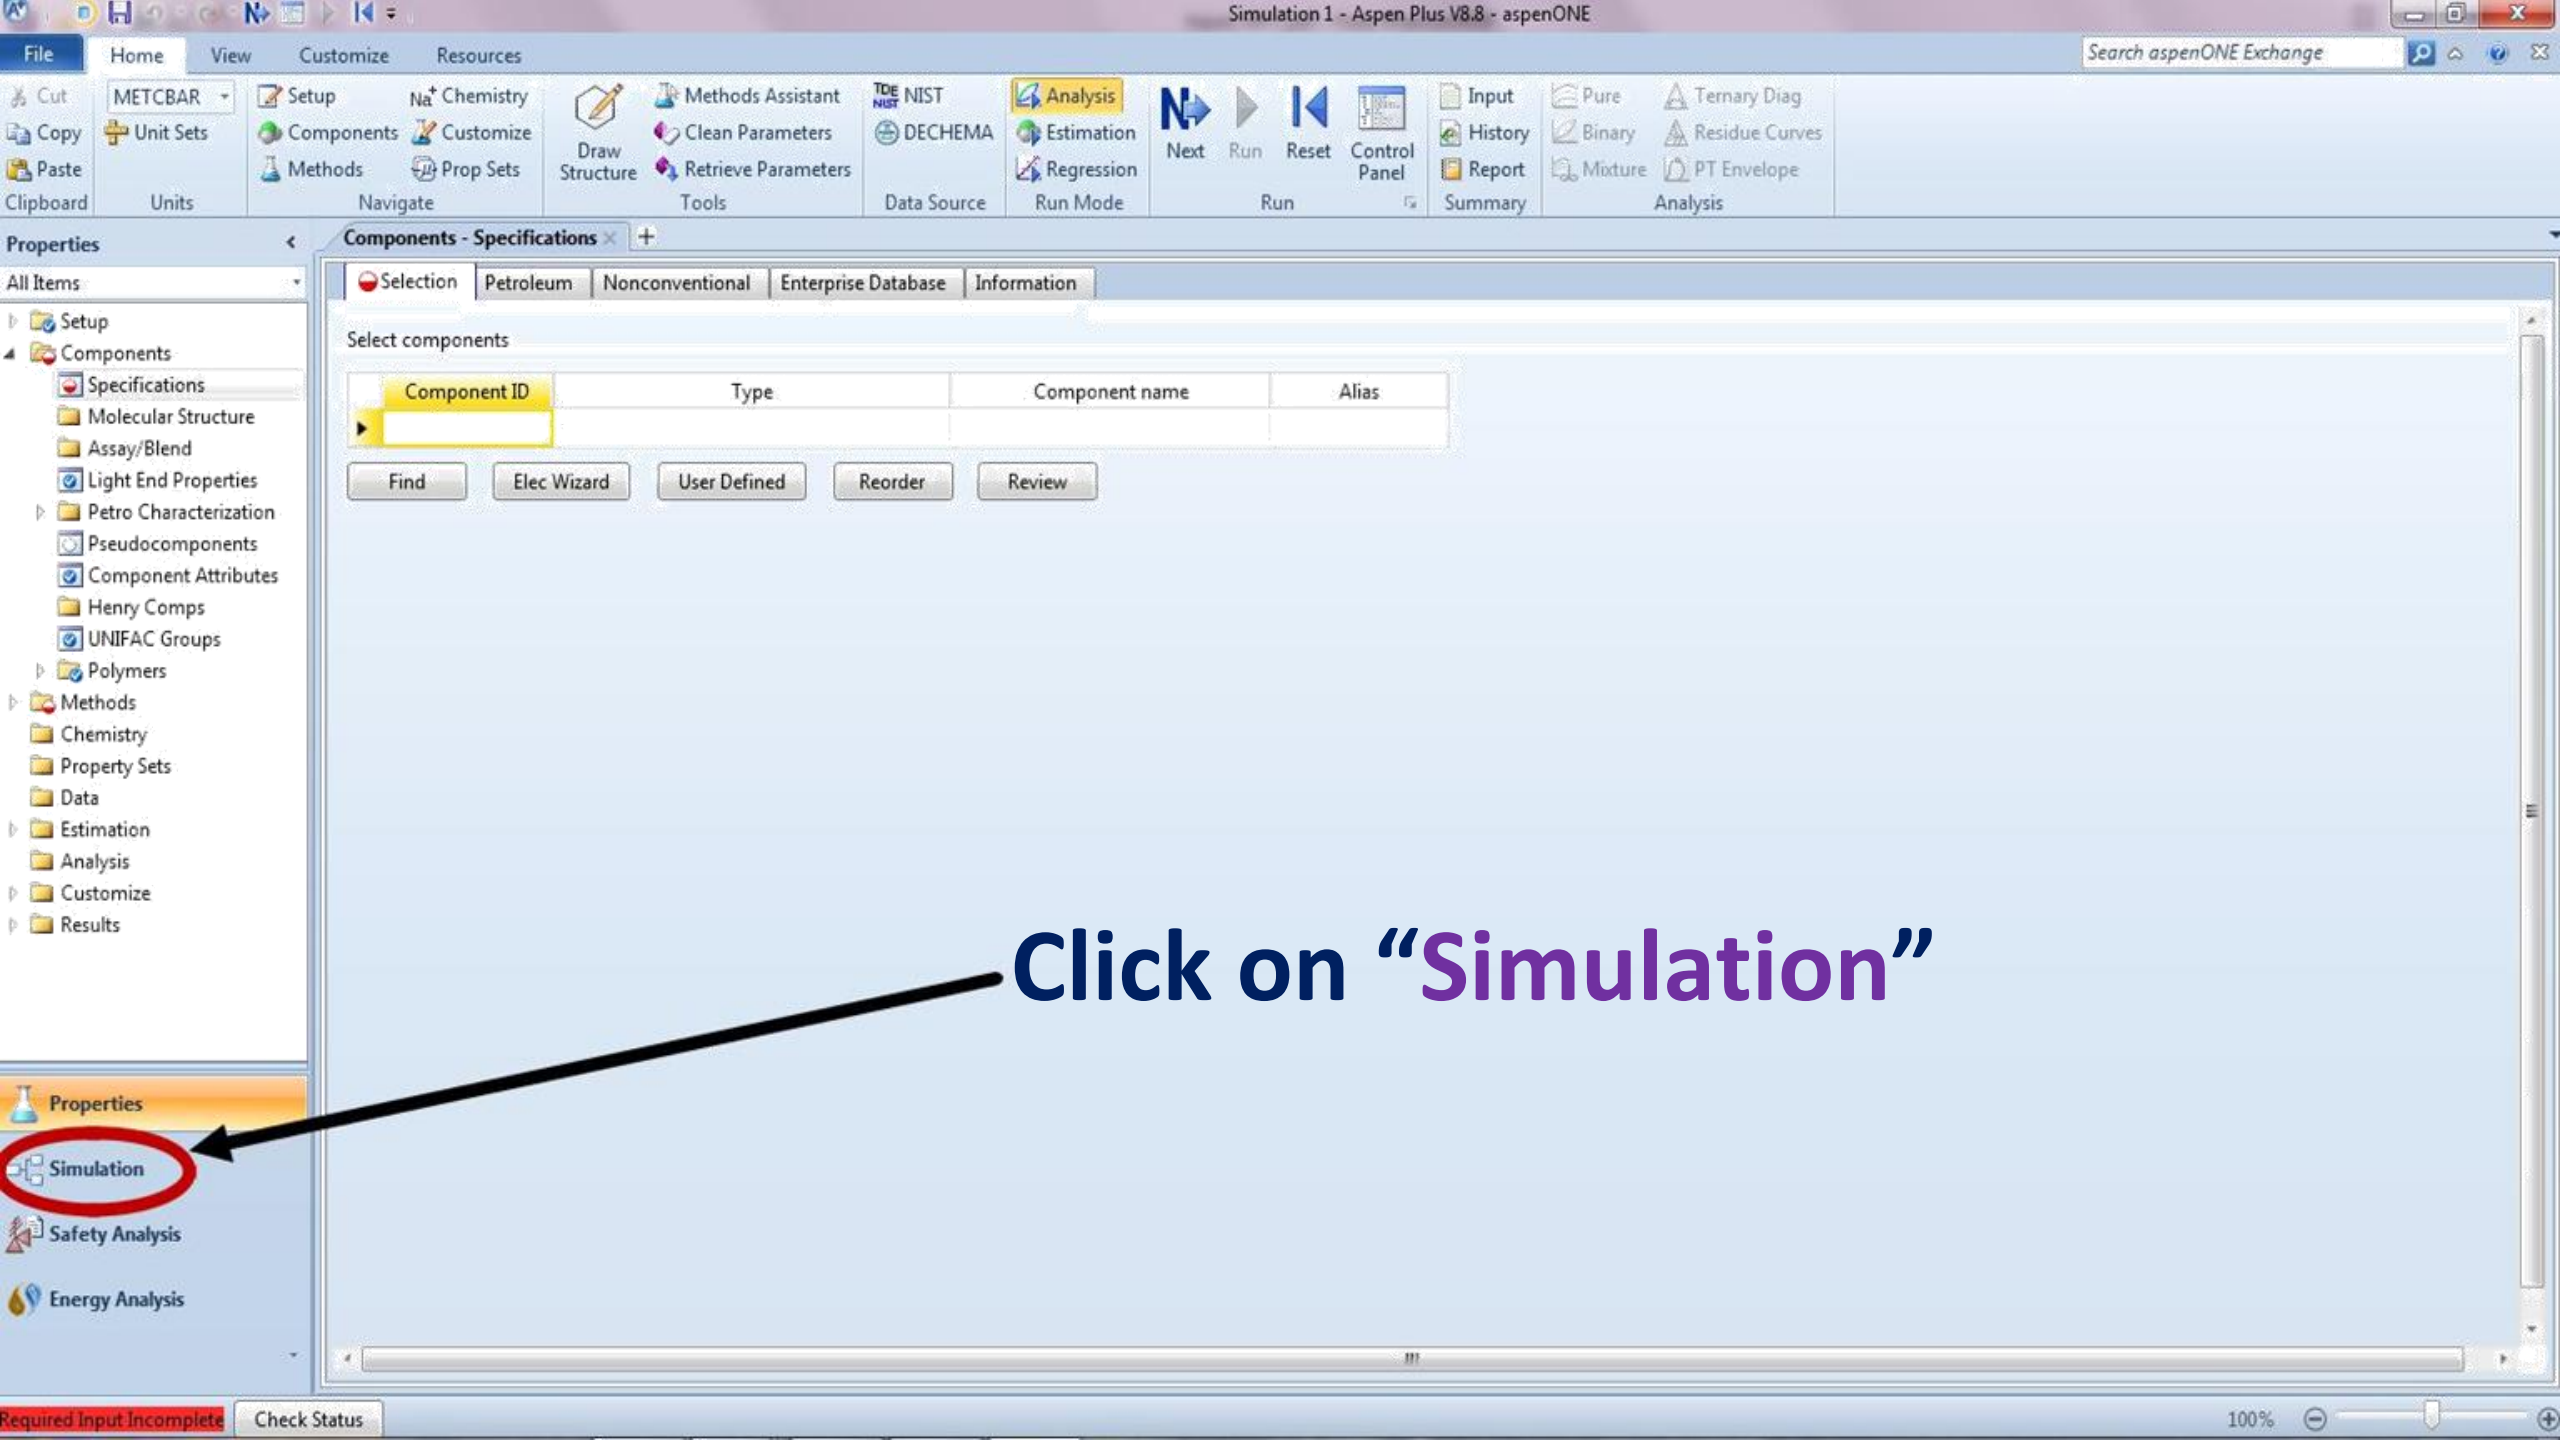 Simulation 1 - Aspen Plus V8.8 - aspenONE
File Home View Customize Resources Search aspenONE Exchange
Cut METCBAR Setup Na+ Chemistry Methods Assistant TDE NIST NIST Analysis Input Pure Ternary Diag
Copy Unit Sets Components Customize Clean Parameters DECHEMA Estimation History Binary Residue Curves
Paste Methods Prop Sets Draw Structure Retrieve Parameters Regression Next Run Reset Control Panel Report Mixture PT Envelope
Clipboard Units Navigate Tools Data Source Run Mode Run Summary Analysis
Properties Components - Specifications
All Items Selection Petroleum Nonconventional Enterprise Database Information
Setup
Components
Specifications
Molecular Structure
Assay/Blend
Light End Properties
Petro Characterization
Pseudocomponents
Component Attributes
Henry Comps
UNIFAC Groups
Polymers
Methods
Chemistry
Property Sets
Data
Estimation
Analysis
Customize
Results
Select components
Component ID Type Component name Alias
Find Elec Wizard User Defined Reorder Review
Click on “Simulation”
Properties
Simulation
Safety Analysis
Energy Analysis
Required Input Incomplete Check Status 100%